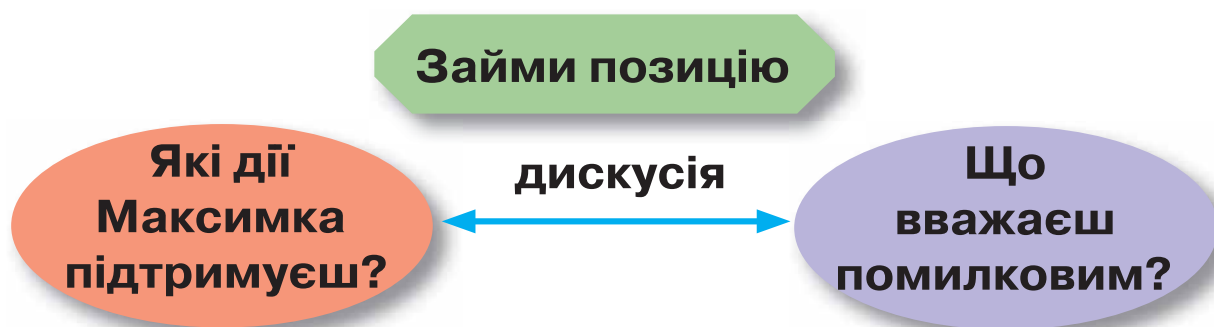 Займи позицію
Які дії
Максимка
підтримуєш?
дискусія
Що
вважаєш
помилковим?